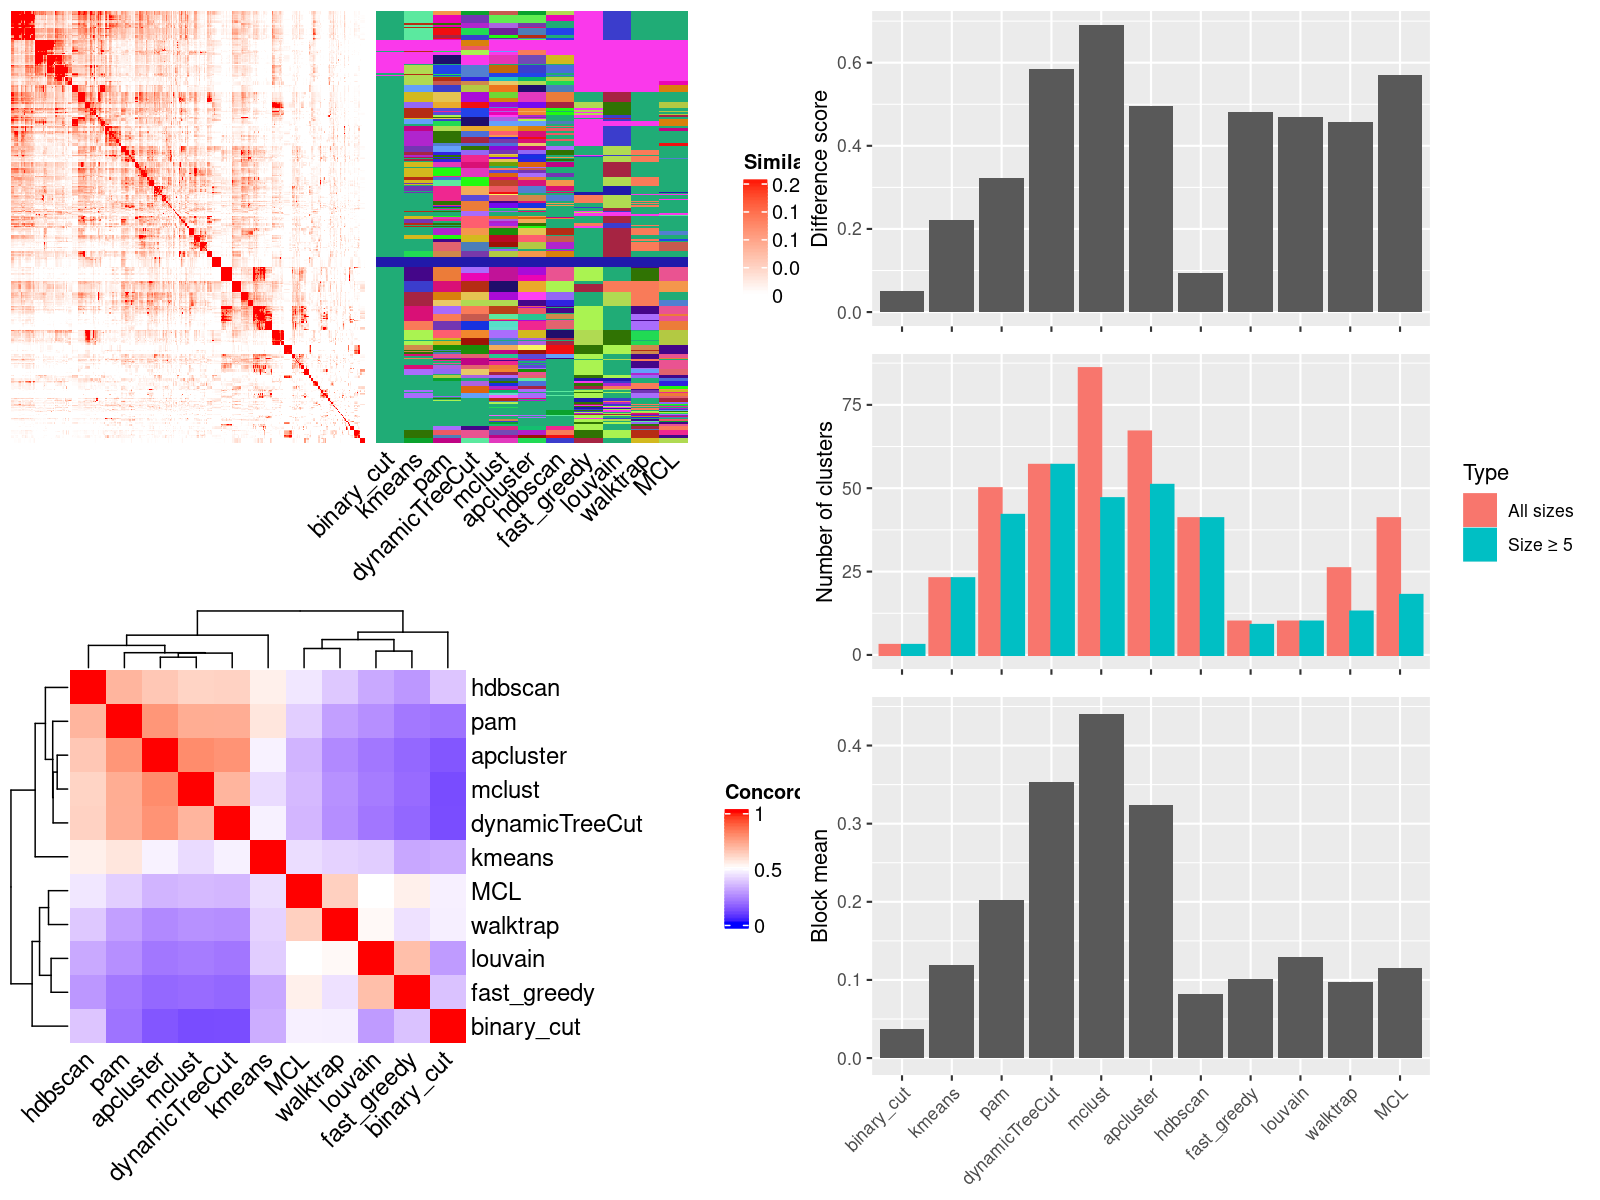 Simila
0.2
0.1
0.1
0.0
0
binary_cut
kmeans
pam
dynamicTreeCut
mclust
apcluster
hdbscan
fast_greedy
louvain
walktrap
MCL
hdbscan
pam
apcluster
mclust
dynamicTreeCut
kmeans
MCL
walktrap
louvain
fast_greedy
binary_cut
hdbscan
pam
apcluster
mclust
dynamicTreeCut
kmeans
MCL
walktrap
louvain
fast_greedy
binary_cut
Concord
1
0.5
0
Difference score
0.6
0.4
0.2
0.0
Number of clusters
75
50
25
0
Type
All sizes
Size ≥ 5
Block mean
0.4
0.3
0.2
0.1
0.0
binary_cut
kmeans
pam
dynamicTreeCut
mclust
apcluster
hdbscan
fast_greedy
louvain
walktrap
MCL